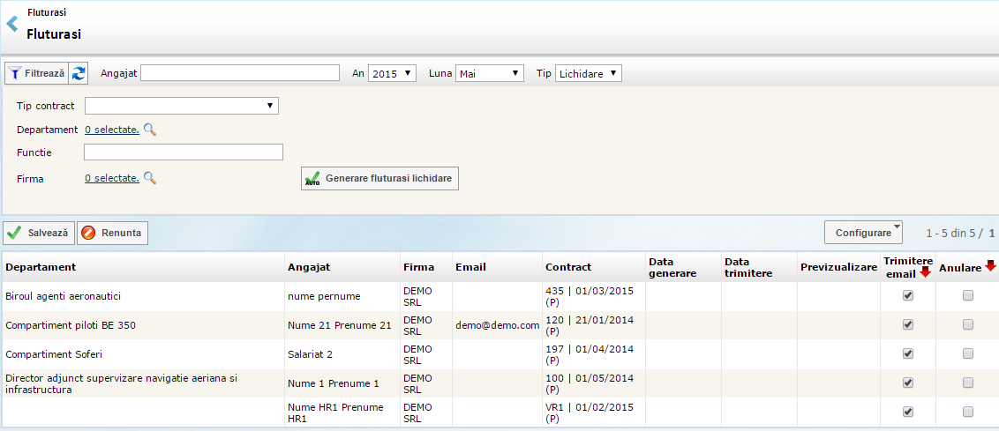 Fluturasi
Fluturasi
Filtrează Angajat An 2015 Luna Mai Tip Lichidare
Tip contract
Departament 0 selectate.
Functie
Firma 0 selectate. AUTO Generare fluturasi lichidare
Salvează Renunta Configurare 1 - 5 din 5 / 1
Departament Angajat Firma Email Contract Data generare Data trimitere Previzualizare Trimitere email Anulare
Biroul agenti aeronautici nume pernume DEMO SRL 435 | 01/03/2015 (P)
Compartiment piloti BE 350 Nume 21 Prenume 21 DEMO SRL demo@demo.com 120 | 21/01/2014 (P)
Compartiment Soferi Salariat 2 DEMO SRL 197 | 01/04/2014 (P)
Director adjunct supervizare navigatie aeriana si infrastructura Nume 1 Prenume 1 DEMO SRL 100 | 01/05/2014 (P)
Nume HR1 Prenume HR1 DEMO SRL VR1 | 01/02/2015 (P)